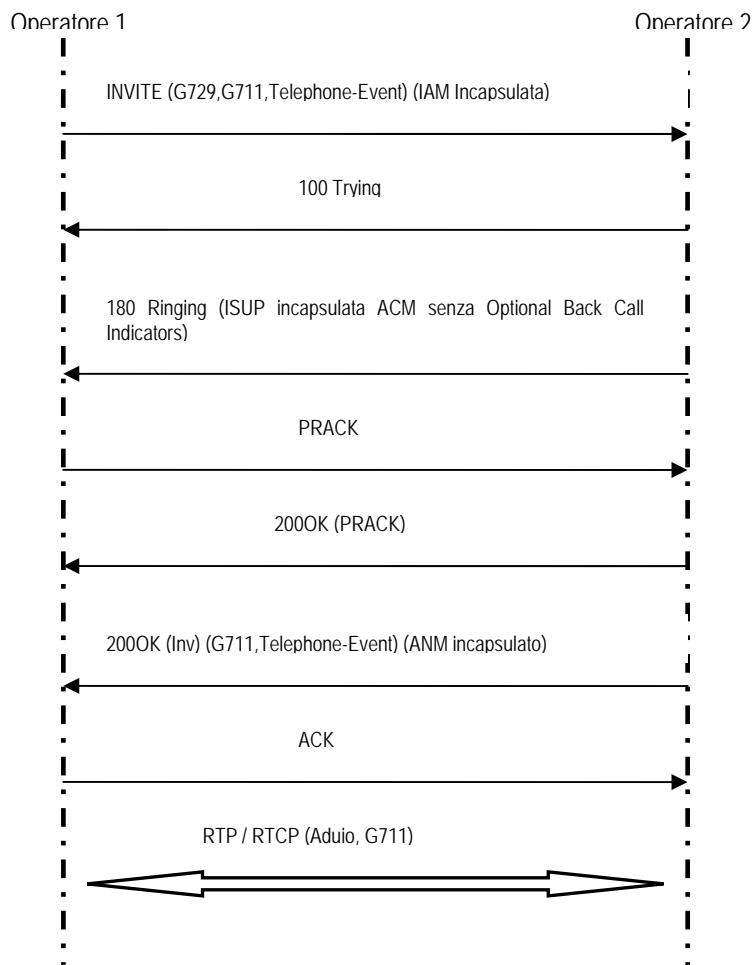 Operatore 1
Operatore 2
INVITE (G729,G711,Telephone-Event) (IAM Incapsulata)
100 Trying
180 Ringing (ISUP incapsulata ACM senza Optional Back Call
Indicators)
PRACK
200OK (PRACK)
200OK (Inv) (G711,Telephone-Event) (ANM incapsulato)
ACK
RTP / RTCP (Aduio, G711)